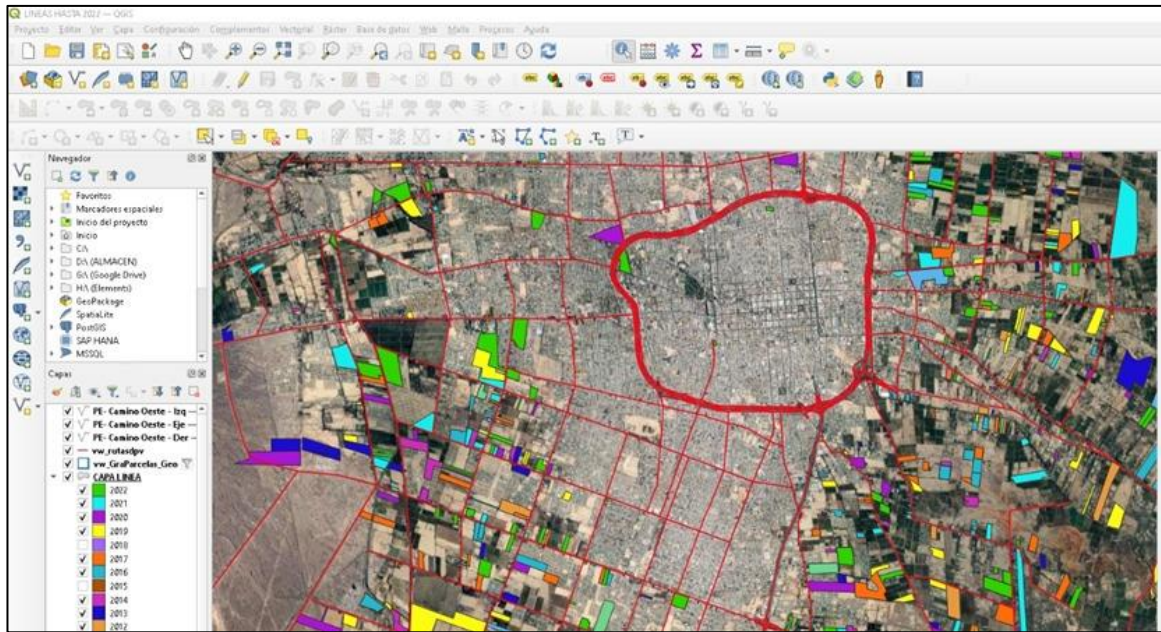 LINEAS HASTA 2022 — QGIS
Proyecto Editar Ver Capa Configuración Complementos Vectorial Ráster Base de datos Web Malla Procesos Ayuda
Navegador
Favoritos
Marcadores espaciales
Inicio del proyecto
Inicio
C:\
D:\ (ALMACEN)
G:\ (Google Drive)
H:\ (Elements)
GeoPackage
SpatiaLite
PostGIS
SAP HANA
MSSQL
Capas
PE- Camino Oeste - Izq —
PE- Camino Oeste - Eje —
PE- Camino Oeste - Der —
vw_rutasdpv
vw_GraParcelas_Geo
CAPA LINEA
2022
2021
2020
2019
2018
2017
2016
2015
2014
2013
2012